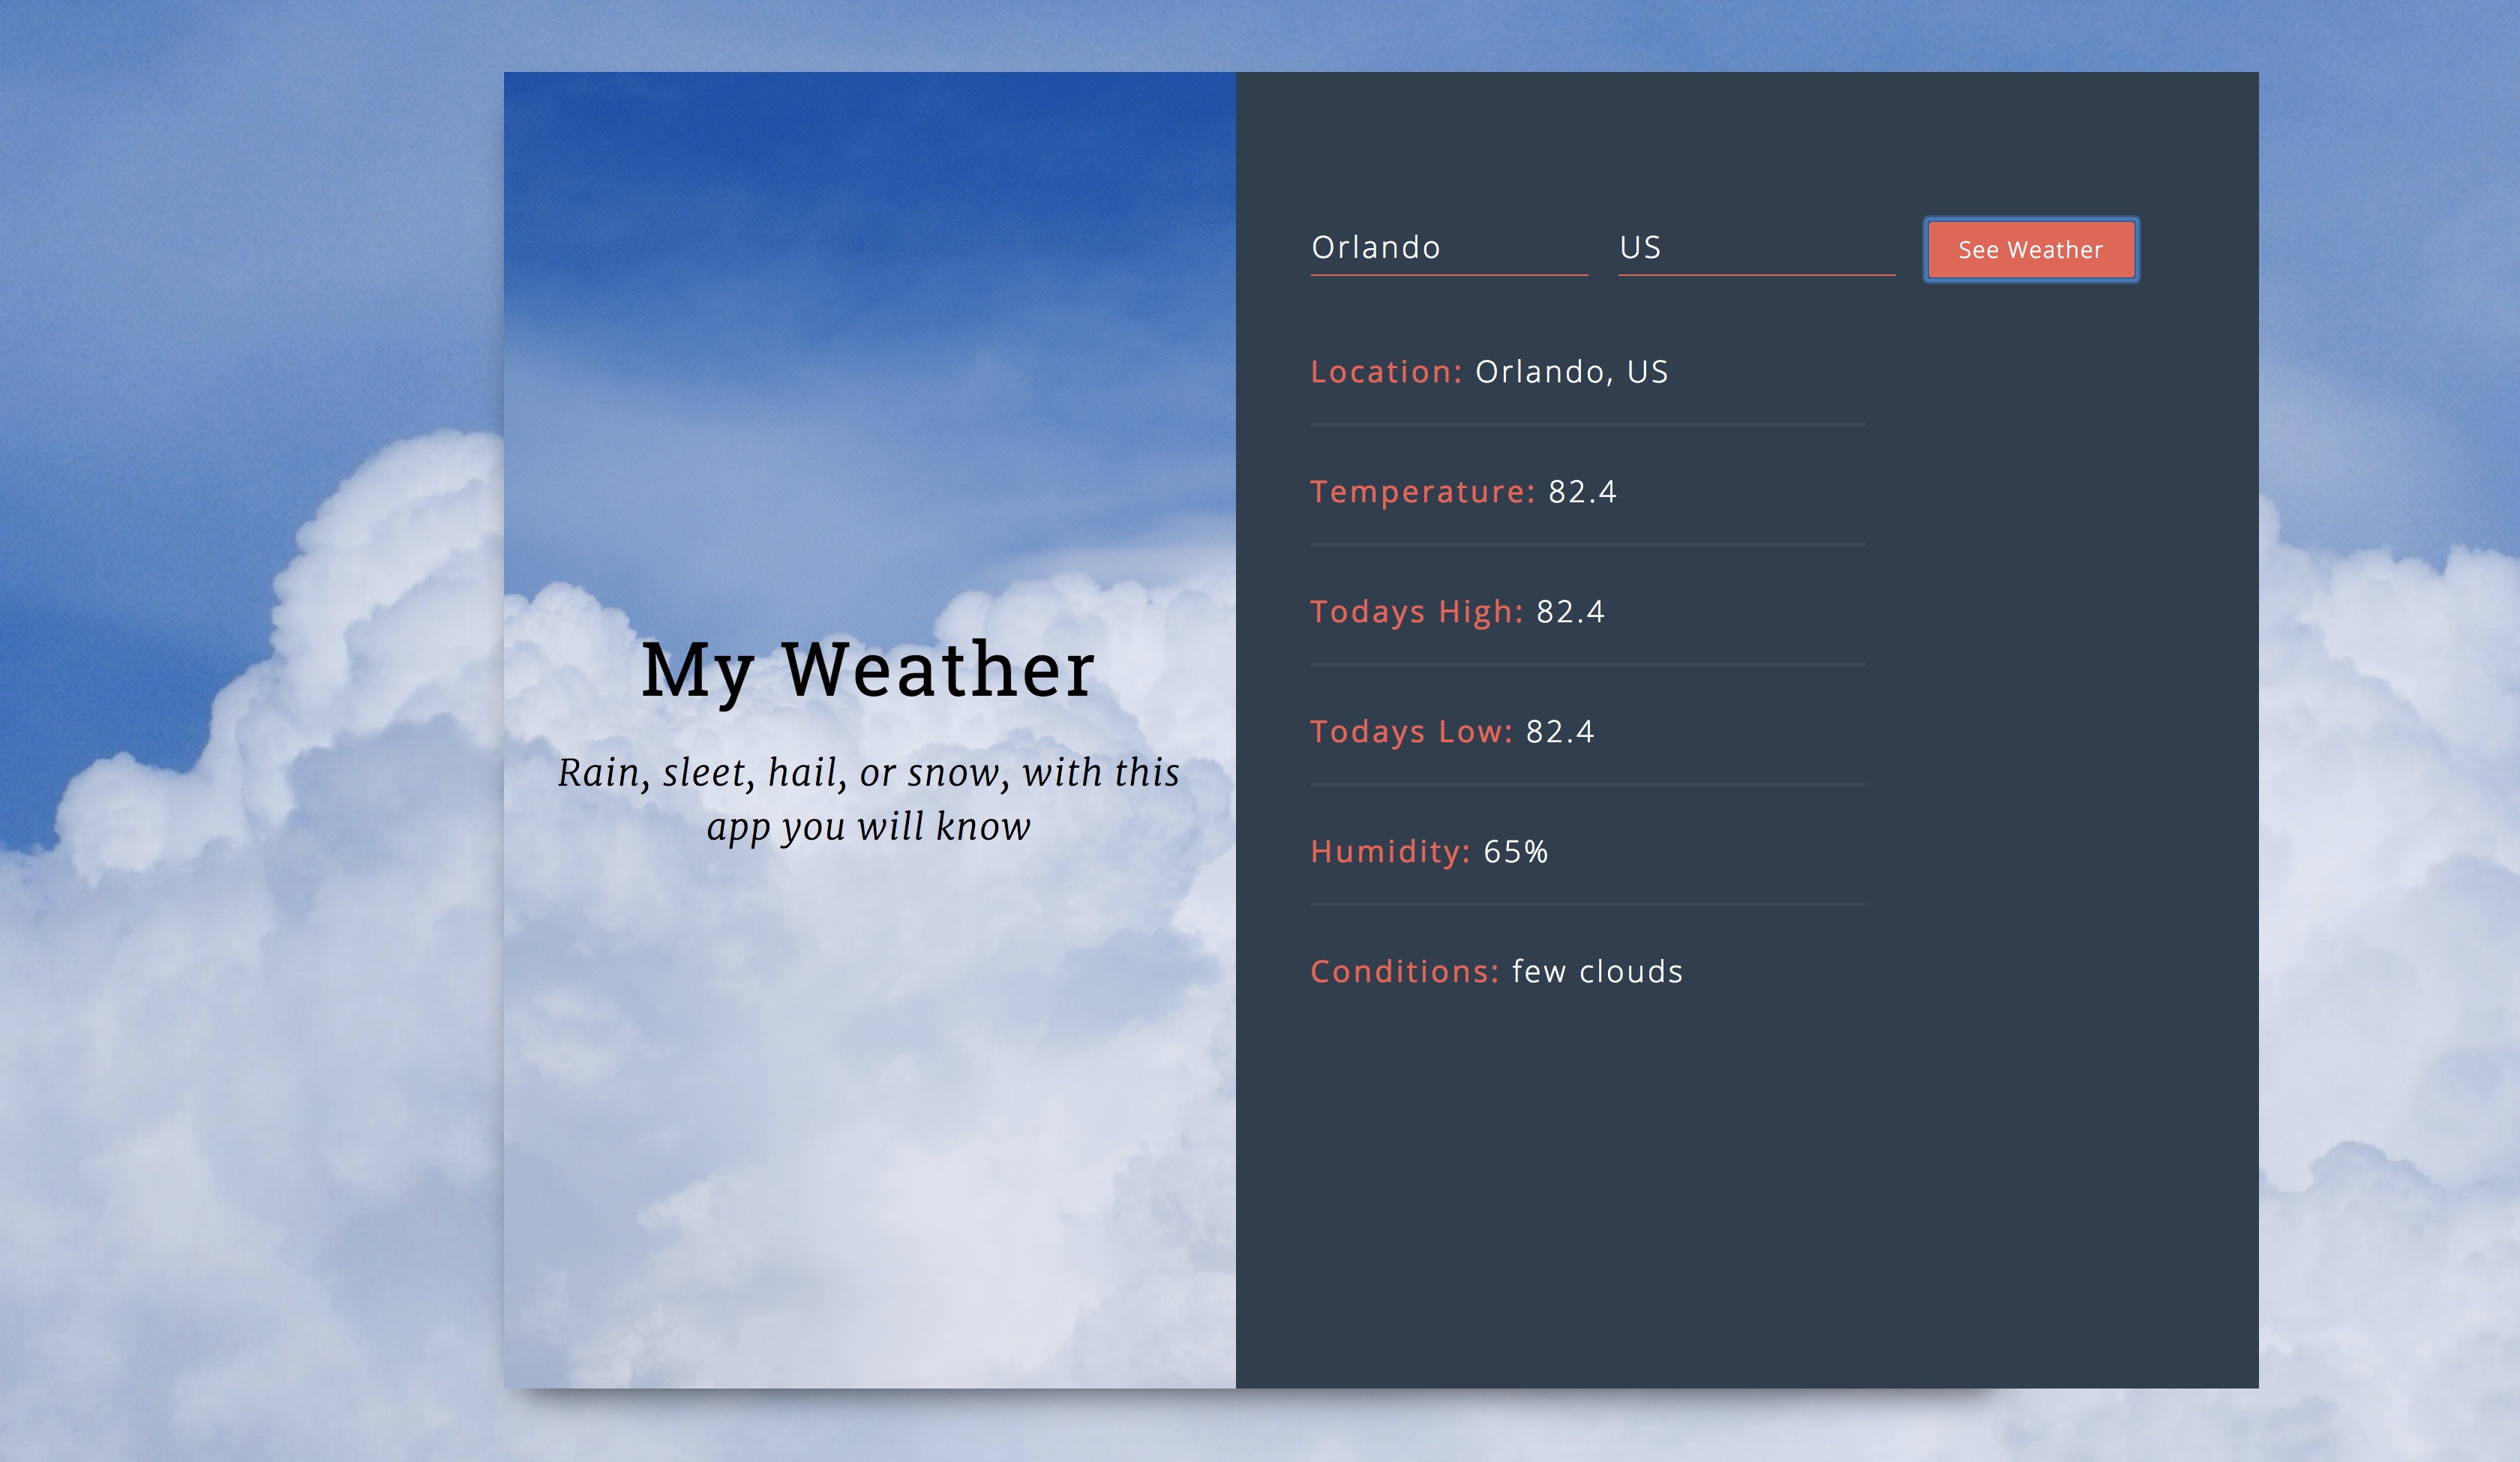 My Weather
Rain, sleet, hail, or snow, with this
app you will know
Orlando
US
See Weather
Location: Orlando, US
Temperature: 82.4
Todays High: 82.4
Todays Low: 82.4
Humidity: 65%
Conditions: few clouds